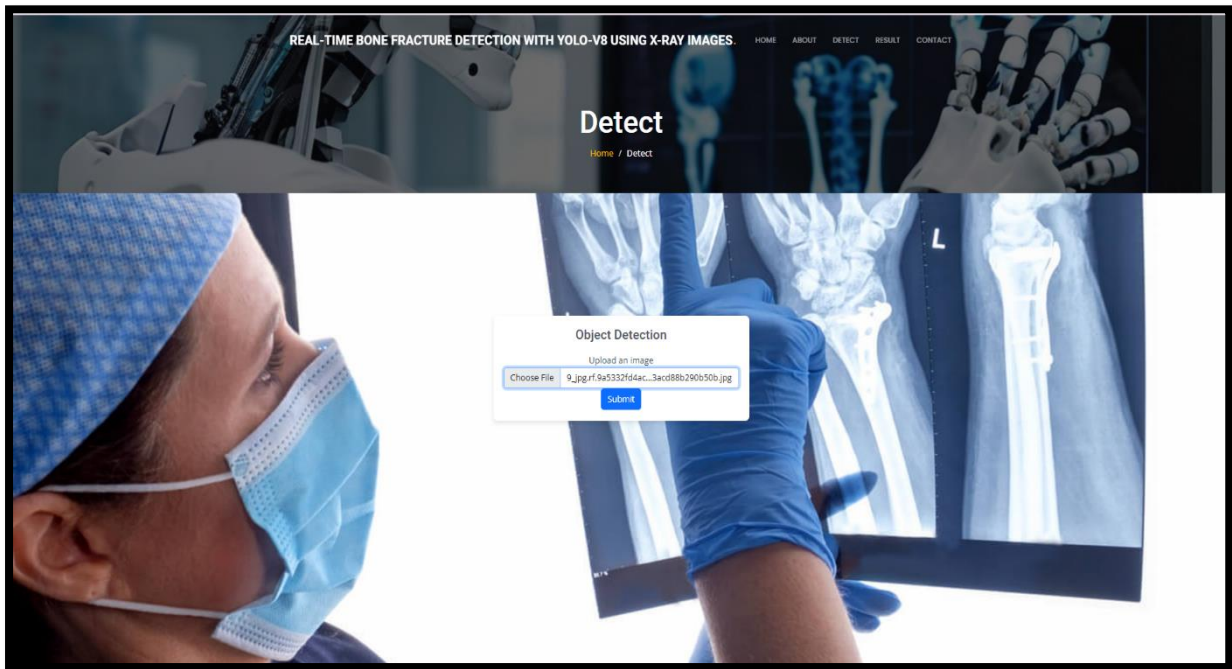 REAL-TIME BONE FRACTURE DETECTION WITH YOLO-V8 USING X-RAY IMAGES. HOME ABOUT DETECT RESULT CONTACT
Detect
Home / Detect
L
Object Detection
Upload an image
Choose File 9_jpg.rf.9a5332fd4ac...3acd88b290b50b.jpg
Submit